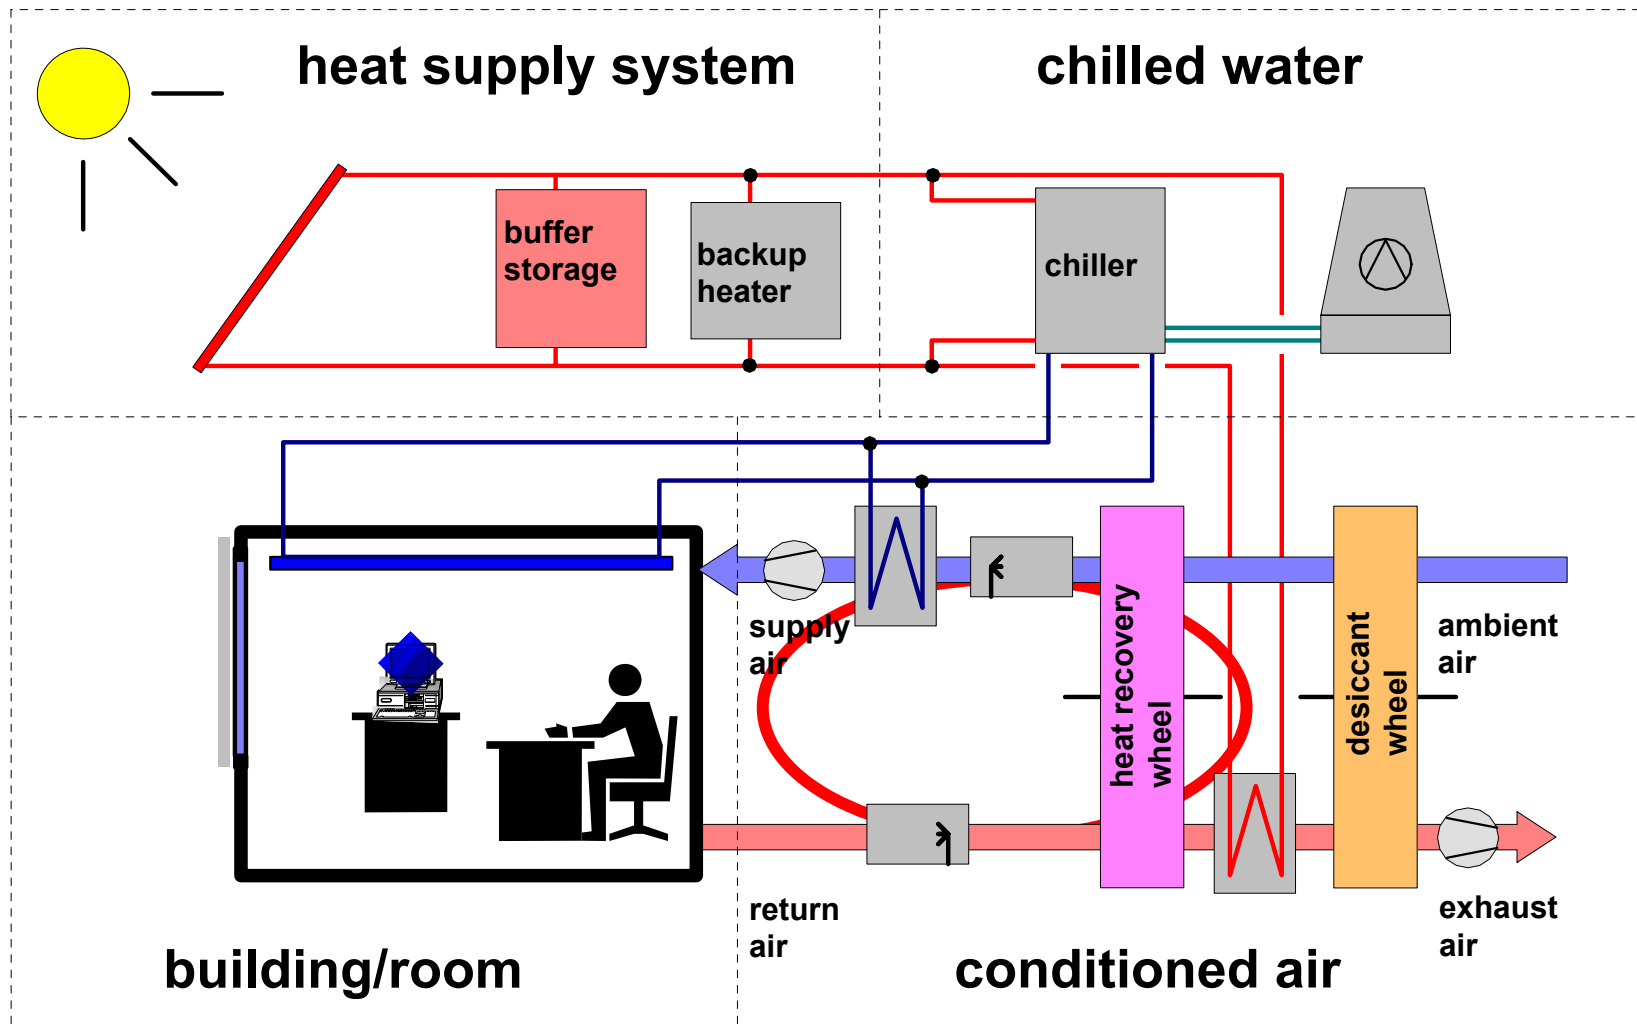 heat supply system
chilled water
buffer
storage
backup
heater
chiller
supply
air
heat recovery
wheel
desiccant
wheel
ambient
air
return
air
exhaust
air
building/room
conditioned air